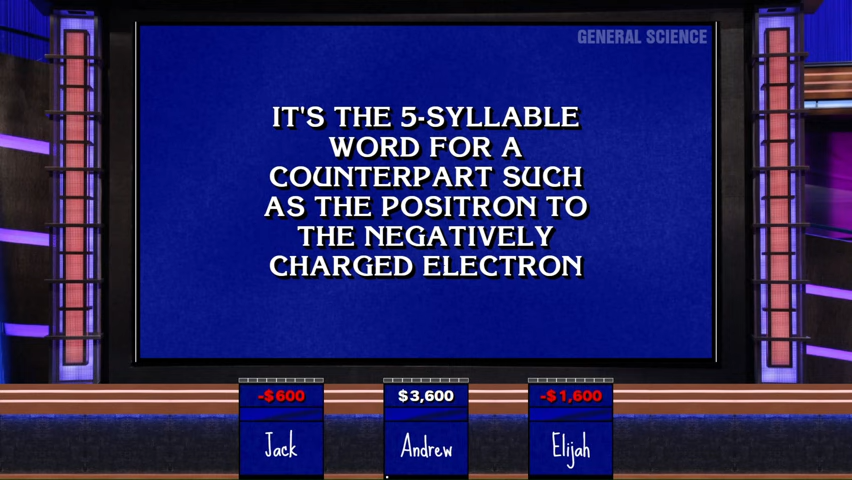 GENERAL SCIENCE
IT'S THE 5-SYLLABLE
WORD FOR A
COUNTERPART SUCH
AS THE POSITRON TO
THE NEGATIVELY
CHARGED ELECTRON
-$600
$3,600
-$1,600
Jack
Andrew
Elijah